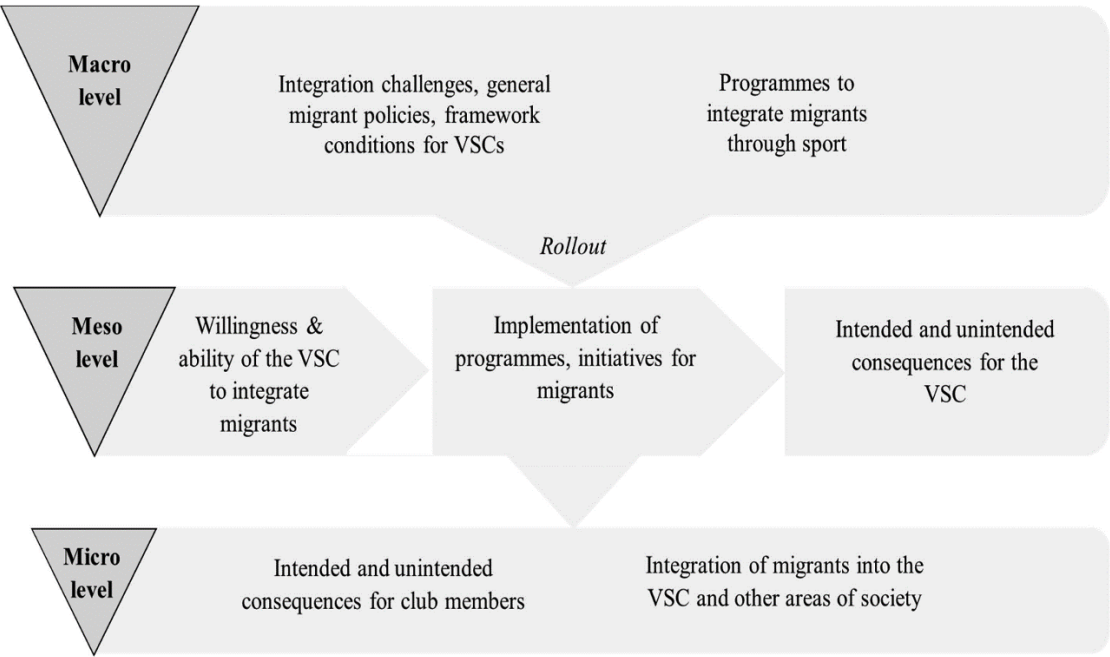 Macro
level
Integration challenges, general
migrant policies, framework
conditions for VSCs
Programmes to
integrate migrants
through sport
Rollout
Meso
level
Willingness &
ability of the VSC
to integrate
migrants
Implementation of
programmes, initiatives for
migrants
Intended and unintended
consequences for the
VSC
Micro
level
Intended and unintended
consequences for club members
Integration of migrants into the
VSC and other areas of society